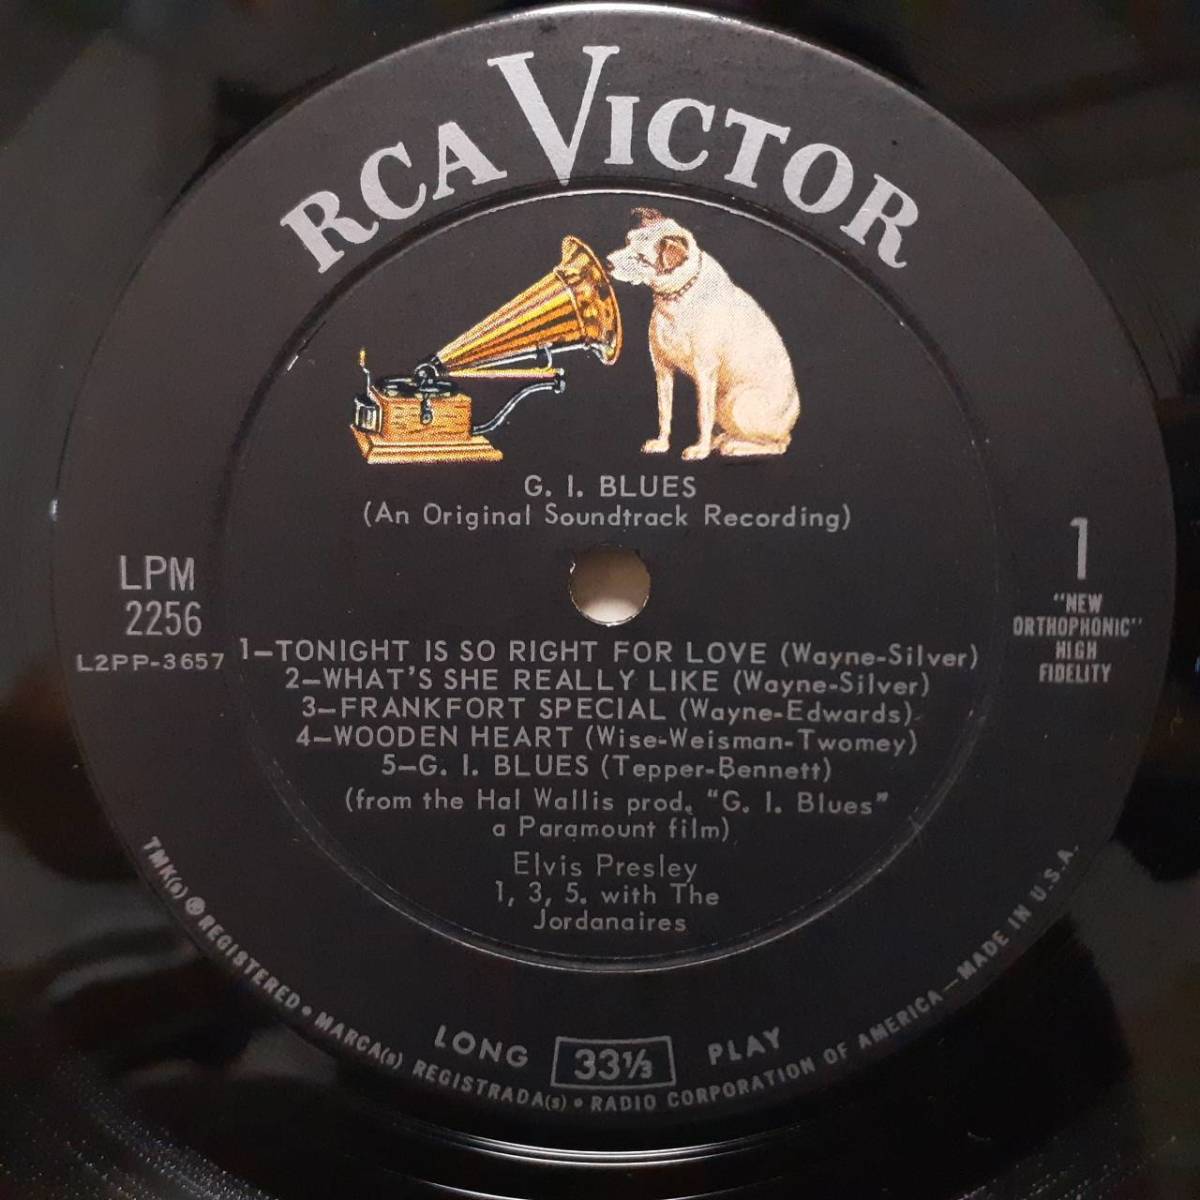 RCA VICTOR
G. I. BLUES
(An Original Soundtrack Recording)
LPM
2256
L2PP-3657
1
"NEW
ORTHOPHONIC"
HIGH
FIDELITY
1—TONIGHT IS SO RIGHT FOR LOVE (Wayne-Silver)
2—WHAT'S SHE REALLY LIKE (Wayne-Silver)
3—FRANKFORT SPECIAL (Wayne-Edwards)
4—WOODEN HEART (Wise-Weisman-Twomey)
5—G. I. BLUES (Tepper-Bennett)
(from the Hal Wallis prod. "G. I. Blues"
a Paramount film)
Elvis Presley
1, 3, 5. with The
Jordanaires
LONG 33⅓ PLAY
TMK(s) ® REGISTERED • MARCA(s) REGISTRADA(s) • RADIO CORPORATION OF AMERICA—MADE IN U.S.A.